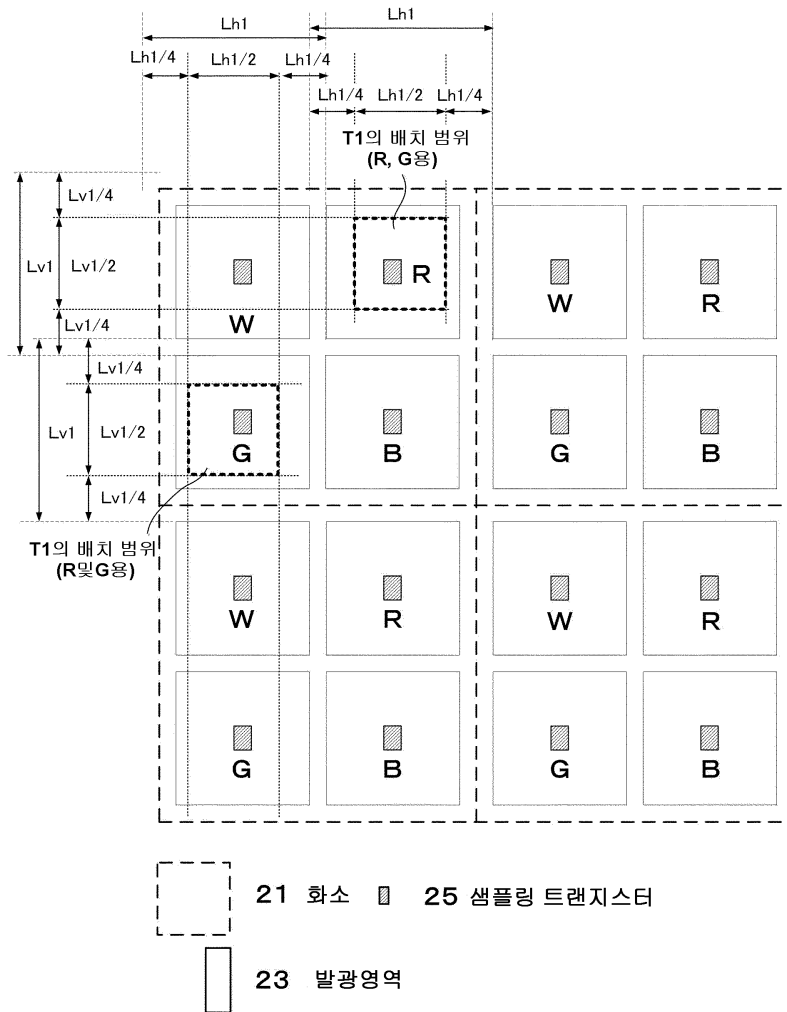 Lh1
Lh1
Lh1/4 Lh1/2 Lh1/4
Lh1/4 Lh1/2 Lh1/4
T1의 배치 범위
(R, G용)
Lv1/4
Lv1 Lv1/2
Lv1/4
R
W
W
R
Lv1/4
Lv1 Lv1/2
Lv1/4
G
B
G
B
T1의 배치 범위
(R및G용)
W
R
W
R
G
B
G
B
21 화소
25 샘플링 트랜지스터
23 발광영역